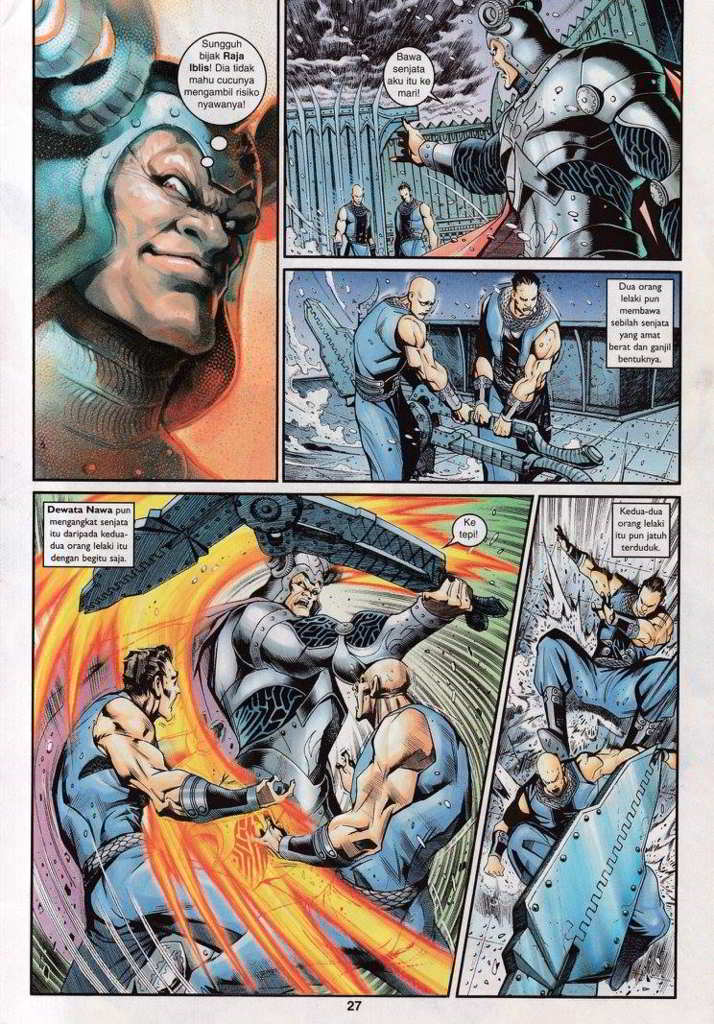 Sungguh
bijak Raja
Iblis! Dia tidak
mahu cucunya
mengambil risiko
nyawanya!
Bawa
senjata
aku itu ke
mari!
Dua orang
lelaki pun
membawa
sebilah senjata
yang amat
berat dan ganjil
bentuknya.
Dewata Nawa pun
mengangkat senjata
itu daripada kedua-
dua orang lelaki itu
dengan begitu saja.
Ke
tepi!
Kedua-dua
orang lelaki
itu pun jatuh
terduduk.
27